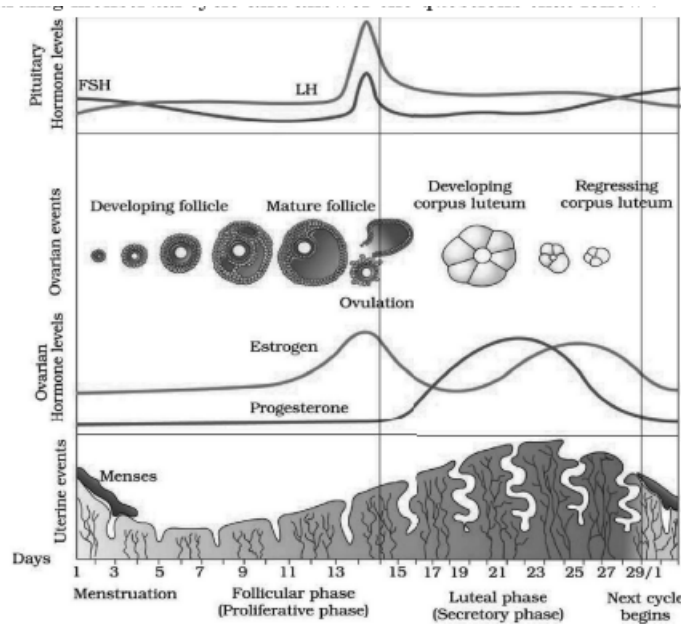 Pituitary
Hormone levels
FSH
LH
Ovarian events
Developing follicle
Mature follicle
Developing
corpus luteum
Regressing
corpus luteum
Ovulation
Ovarian
Hormone levels
Estrogen
Progesterone
Uterine events
Menses
Days
1 3 5 7 9 11 13 15 17 19 21 23 25 27 29/1
Menstruation
Follicular phase
(Proliferative phase)
Luteal phase
(Secretory phase)
Next cycle
begins